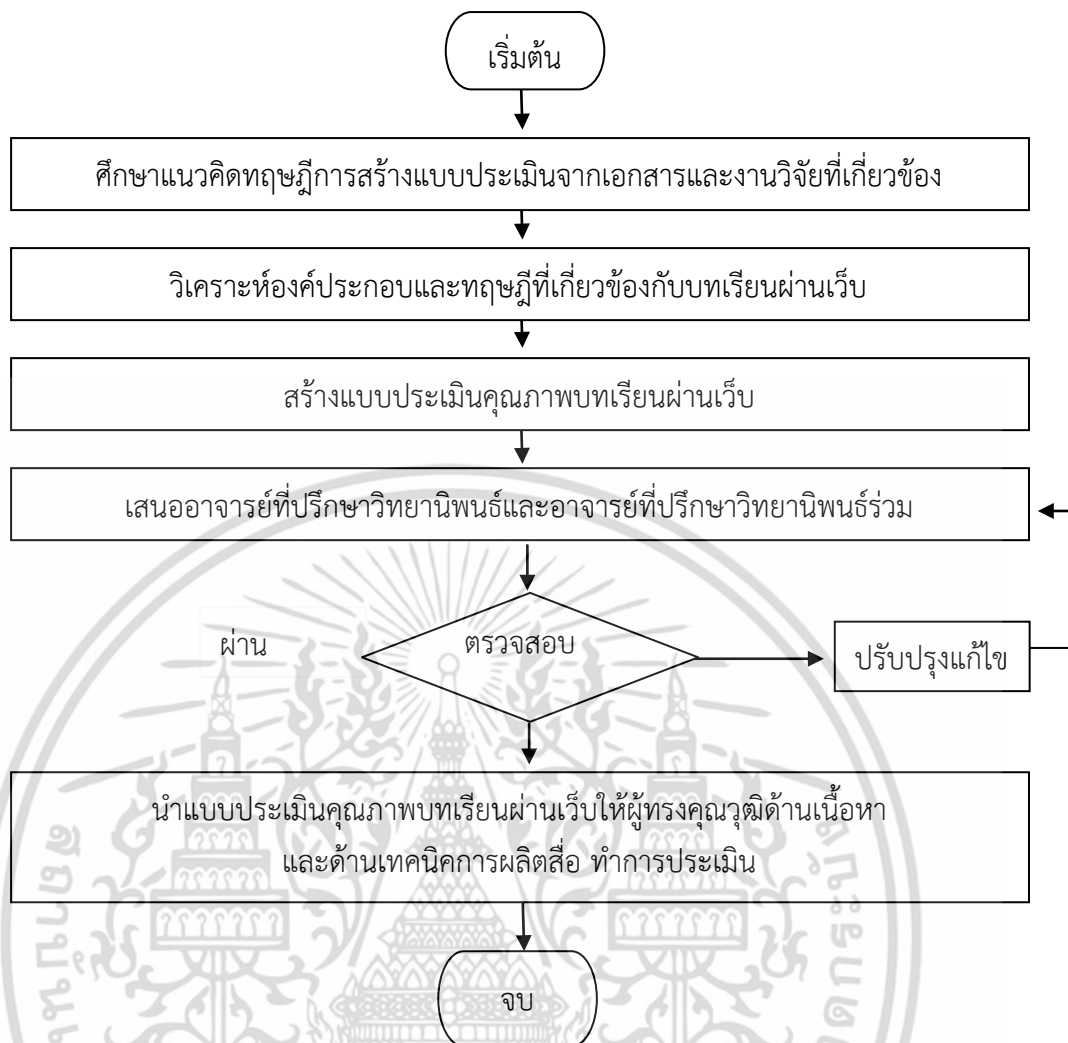 เริ่มต้น
ศึกษาแนวคิดทฤษฎีการสร้างแบบประเมินจากเอกสารและงานวิจัยที่เกี่ยวข้อง
วิเคราะห์องค์ประกอบและทฤษฎีที่เกี่ยวข้องกับบทเรียนผ่านเว็บ
สร้างแบบประเมินคุณภาพบทเรียนผ่านเว็บ
เสนออาจารย์ที่ปรึกษาวิทยานิพนธ์และอาจารย์ที่ปรึกษาวิทยานิพนธ์ร่วม
ผ่าน
ตรวจสอบ
ปรับปรุงแก้ไข
นำแบบประเมินคุณภาพบทเรียนผ่านเว็บให้ผู้ทรงคุณวุฒิด้านเนื้อหา
และด้านเทคนิคการผลิตสื่อ ทำการประเมิน
จบ